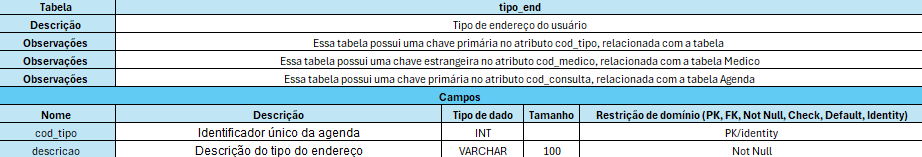 Tabela tipo_end
Descrição Tipo de endereço do usuário
Observações Essa tabela possui uma chave primária no atributo cod_tipo, relacionada com a tabela
Observações Essa tabela possui uma chave estrangeira no atributo cod_medico, relacionada com a tabela Medico
Observações Essa tabela possui uma chave primária no atributo cod_consulta, relacionada com a tabela Agenda
Campos
Nome Descrição Tipo de dado Tamanho Restrição de domínio (PK, FK, Not Null, Check, Default, Identity)
cod_tipo Identificador único da agenda INT PK/identity
descricao Descrição do tipo do endereço VARCHAR 100 Not Null